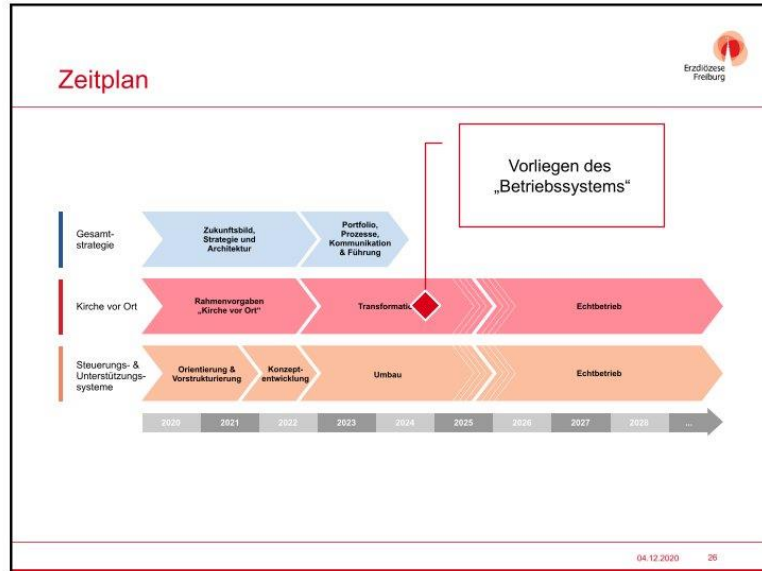 Zeitplan
Erzdiözese
Freiburg
Vorliegen des
„Betriebssystems“
Gesamt-
strategie
Zukunftsbild,
Strategie und
Architektur
Portfolio,
Prozesse,
Kommunikation
& Führung
Kirche vor Ort
Rahmenvorgaben
„Kirche vor Ort“
Transformatio
Echtbetrieb
Steuerungs- &
Unterstützungs-
systeme
Orientierung &
Vorstrukturierung
Konzept-
entwicklung
Umbau
Echtbetrieb
2020 2021 2022 2023 2024 2025 2026 2027 2028 ...
04.12.2020 26